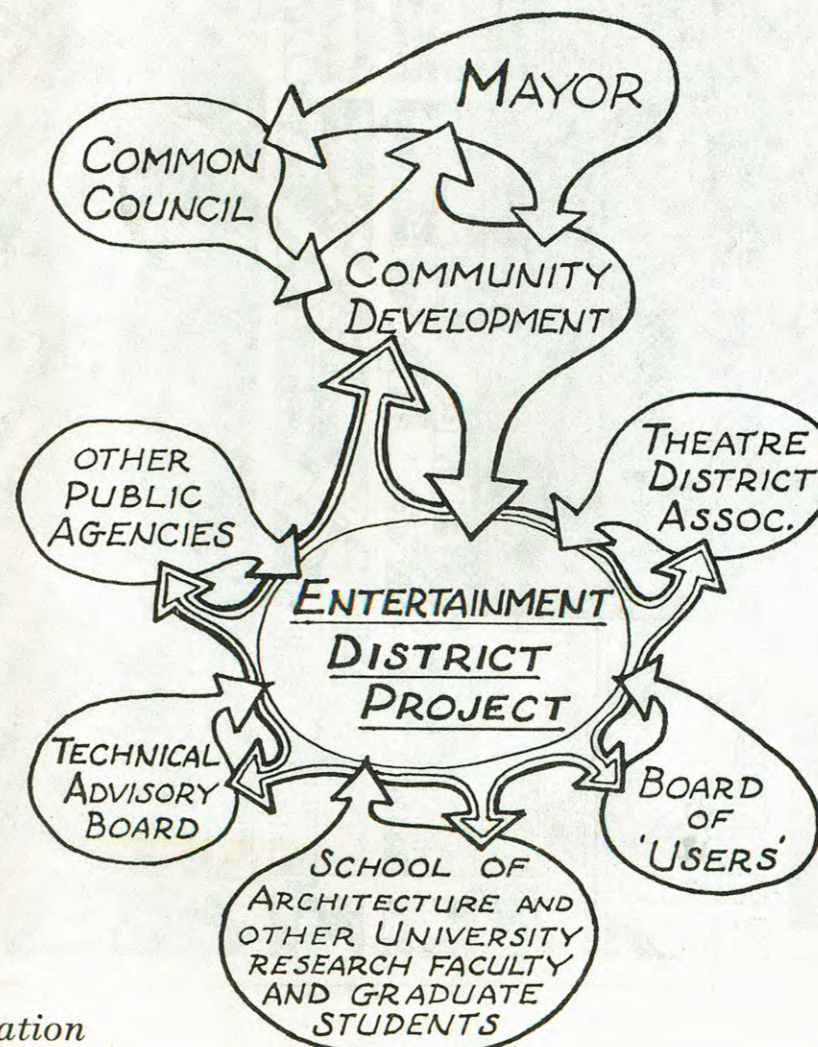 MAYOR
COMMON
COUNCIL
COMMUNITY
DEVELOPMENT
OTHER
PUBLIC
AGENCIES
THEATRE
DISTRICT
ASSOC.
ENTERTAINMENT
DISTRICT
PROJECT
TECHNICAL
ADVISORY
BOARD
BOARD
OF
'USERS'
SCHOOL OF
ARCHITECTURE AND
OTHER UNIVERSITY
RESEARCH FACULTY
AND GRADUATE
STUDENTS
ation